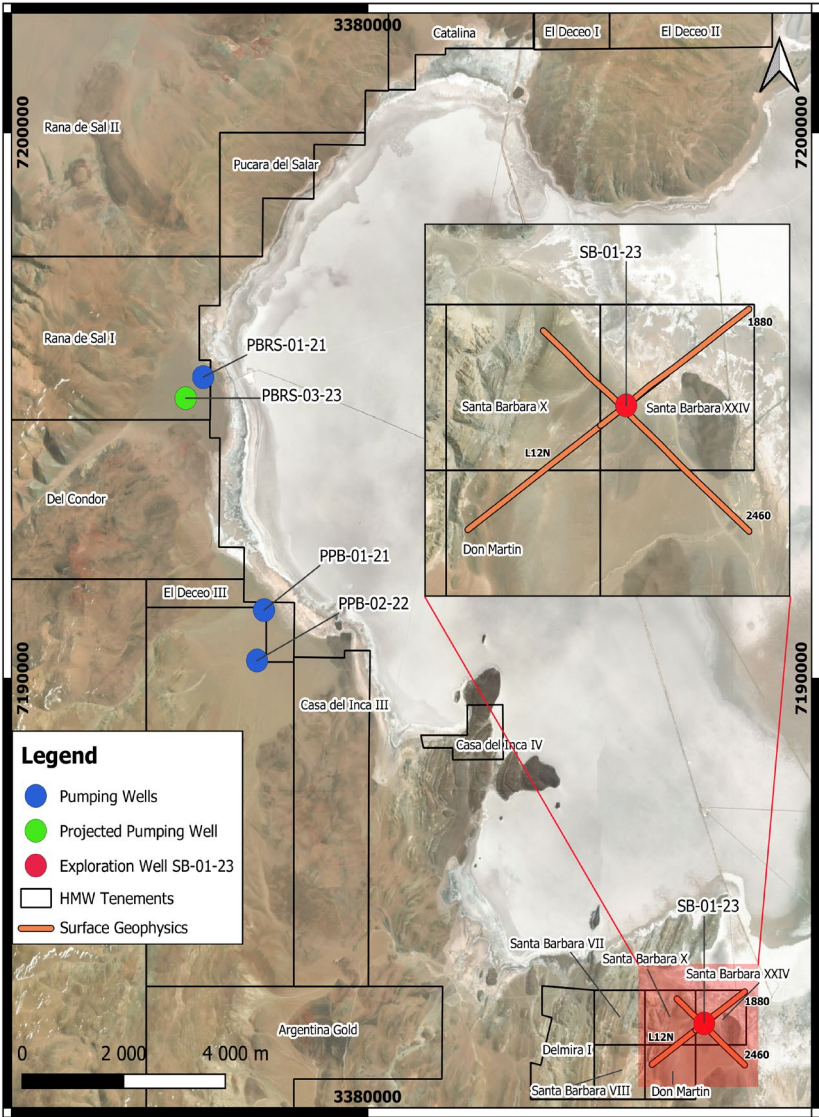 3380000
Catalina
El Deceo I
El Deceo II
7200000
7200000
Rana de Sal II
Pucara del Salar
SB-01-23
1880
Rana de Sal I
PBRS-01-21
PBRS-03-23
Santa Barbara X
Santa Barbara XXIV
L12N
2460
Del Condor
Don Martin
PPB-01-21
El Deceo III
PPB-02-22
7190000
7190000
Casa del Inca III
Casa del Inca IV
Legend
Pumping Wells
Projected Pumping Well
Exploration Well SB-01-23
HMW Tenements
Surface Geophysics
SB-01-23
Santa Barbara VII
Santa Barbara X
Santa Barbara XXIV
1880
Argentina Gold
L12N
Delmira I
2460
0
2 000
4 000 m
Santa Barbara VIII
Don Martin
3380000